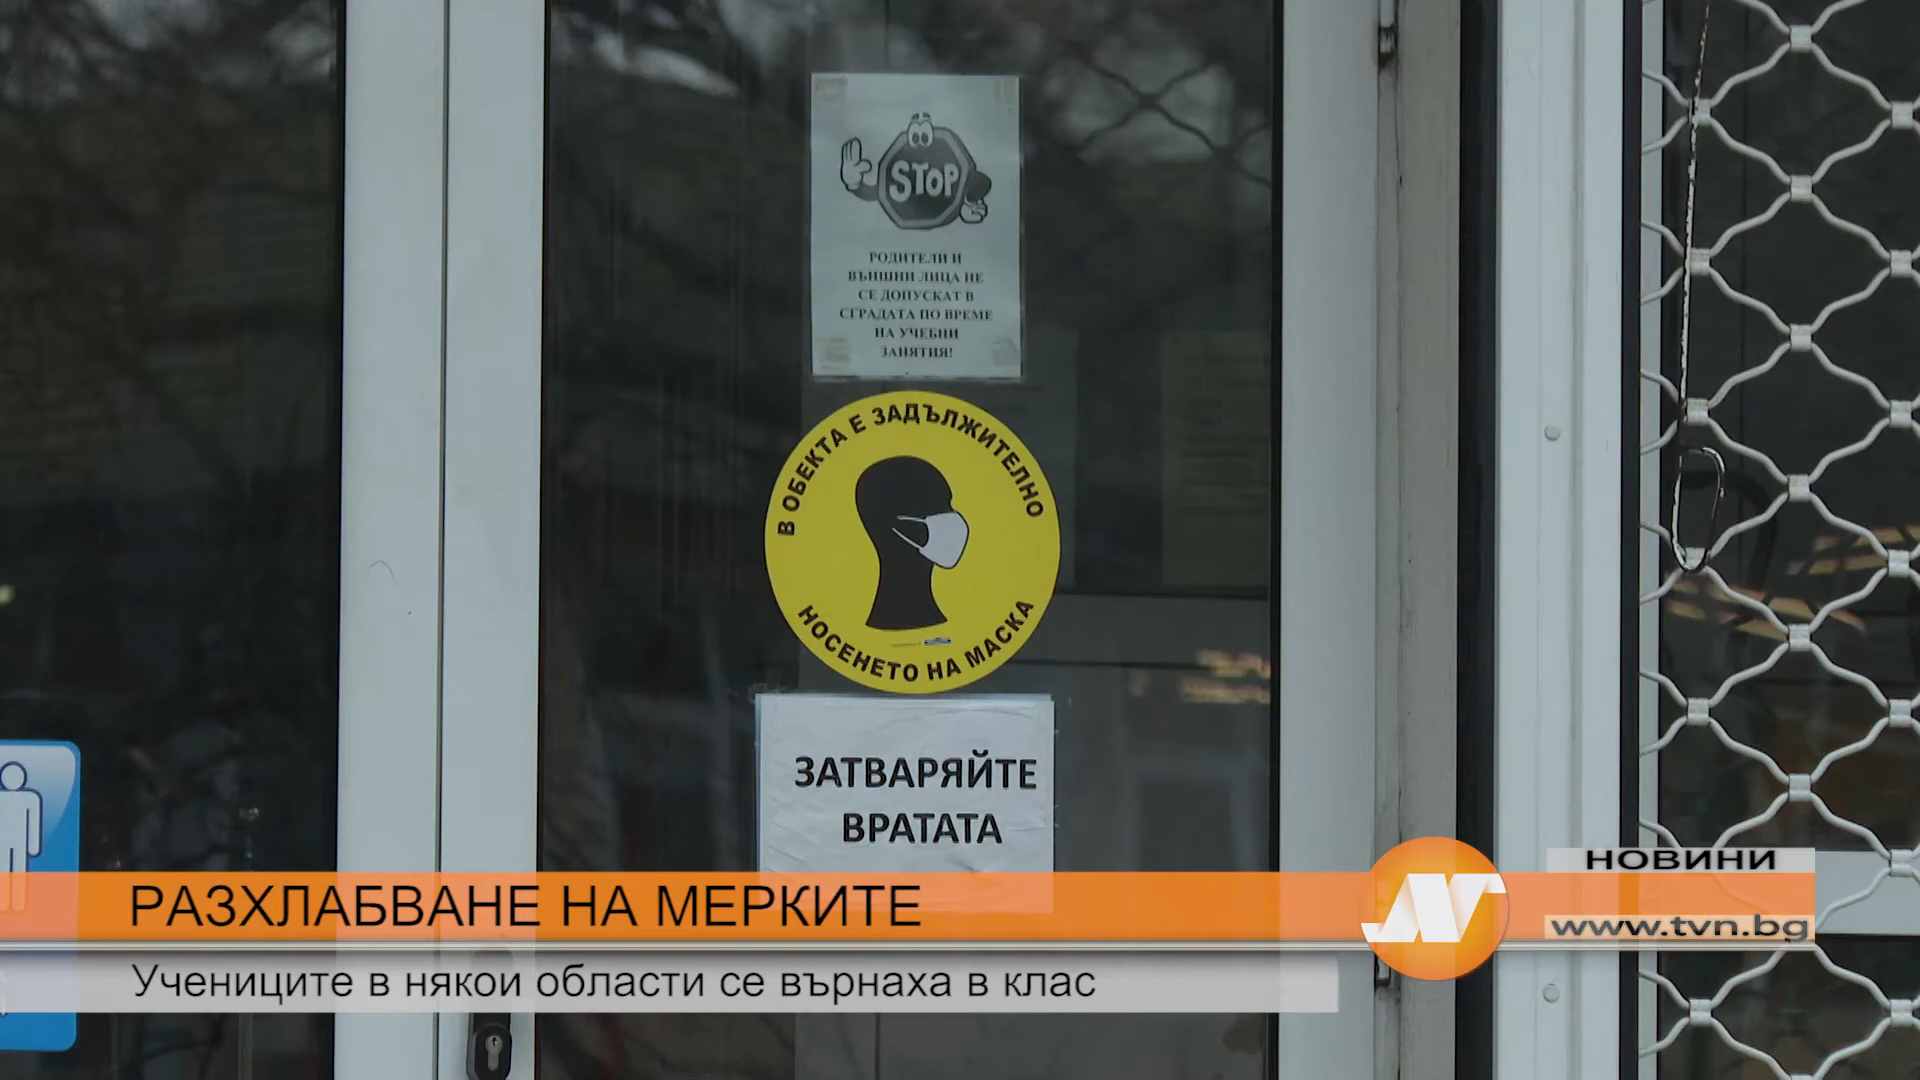 STOP
РОДИТЕЛИ И
ВЪНШНИ ЛИЦА НЕ
СЕ ДОПУСКАТ В
СГРАДАТА ПО ВРЕМЕ
НА УЧЕБНИ
ЗАНЯТИЯ!
В ОБЕКТА Е ЗАДЪЛЖИТЕЛНО
НОСЕНЕТО НА МАСКА
ЗАТВАРЯЙТЕ
ВРАТАТА
НОВИНИ
РАЗХЛАБВАНЕ НА МЕРКИТЕ
www.tvn.bg
Учениците в някои области се върнаха в клас